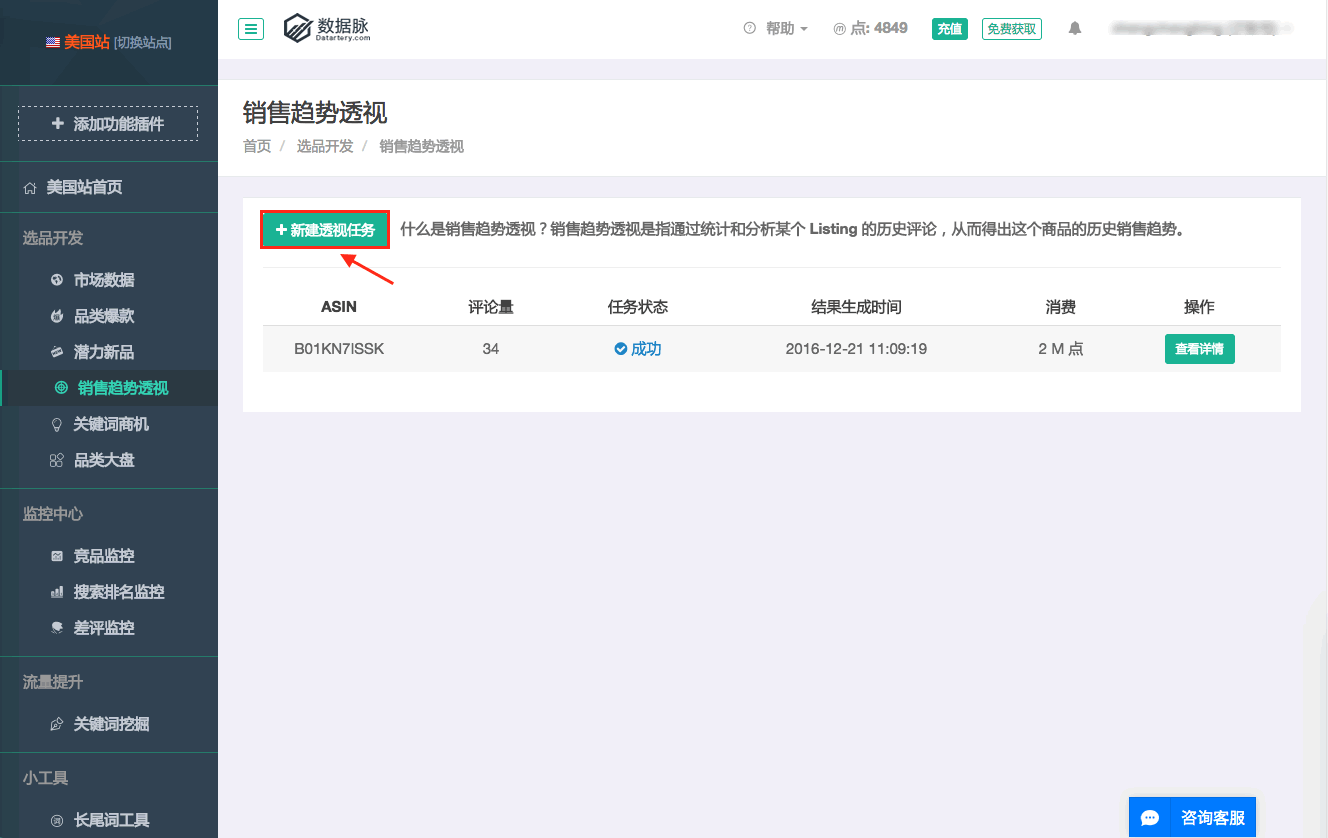 美国站 [切换站点]
添加功能插件
美国站首页
选品开发
市场数据
品类爆款
潜力新品
销售趋势透视
关键词商机
品类大盘
监控中心
竞品监控
搜索排名监控
差评监控
流量提升
关键词挖掘
小工具
长尾词工具
数据脉
Datartery.com
帮助
点: 4849
充值
免费获取
销售趋势透视
首页 / 选品开发 / 销售趋势透视
新建透视任务 什么是销售趋势透视？销售趋势透视是指通过统计和分析某个 Listing 的历史评论，从而得出这个商品的历史销售趋势。
ASIN 评论量 任务状态 结果生成时间 消费 操作
B01KN7ISSK 34 成功 2016-12-21 11:09:19 2 M 点 查看详情
咨询客服